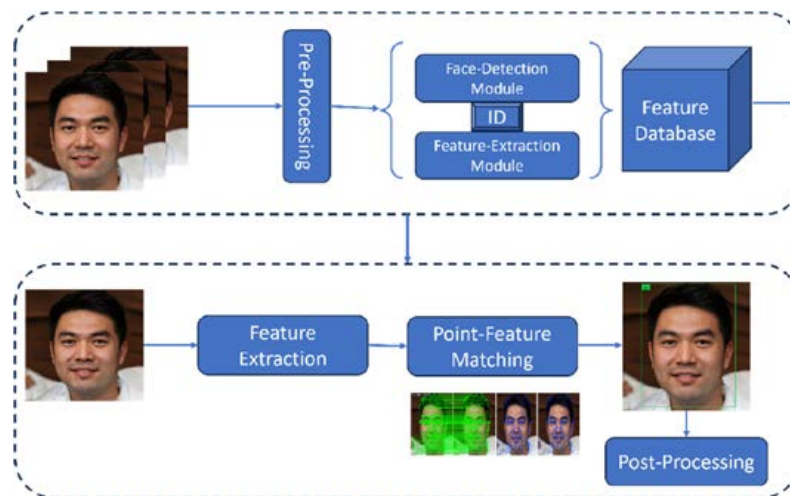 Pre-Processing
Face-Detection
Module
ID
Feature-Extraction
Module
Feature
Database
Feature
Extraction
Point-Feature
Matching
Post-Processing